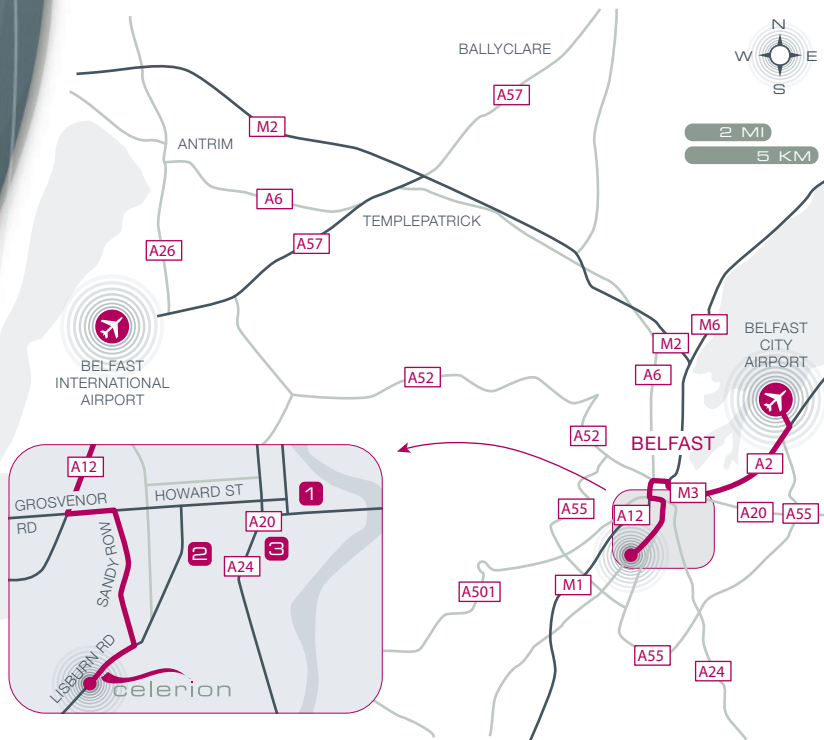 N
W E
S
2 MI
5 KM
BALLYCLARE
A57
M2
ANTRIM
A6
TEMPLEPATRICK
A57
A26
M6
BELFAST
CITY
AIRPORT
M2
A6
BELFAST
INTERNATIONAL
AIRPORT
A52
A52
BELFAST
A2
M3
A55
A12
A20
A55
M1
A501
A55
A24
A12
GROSVENOR
RD
HOWARD ST
1
A20
SANDY ROW
2
3
A24
LISBURN RD
celerion